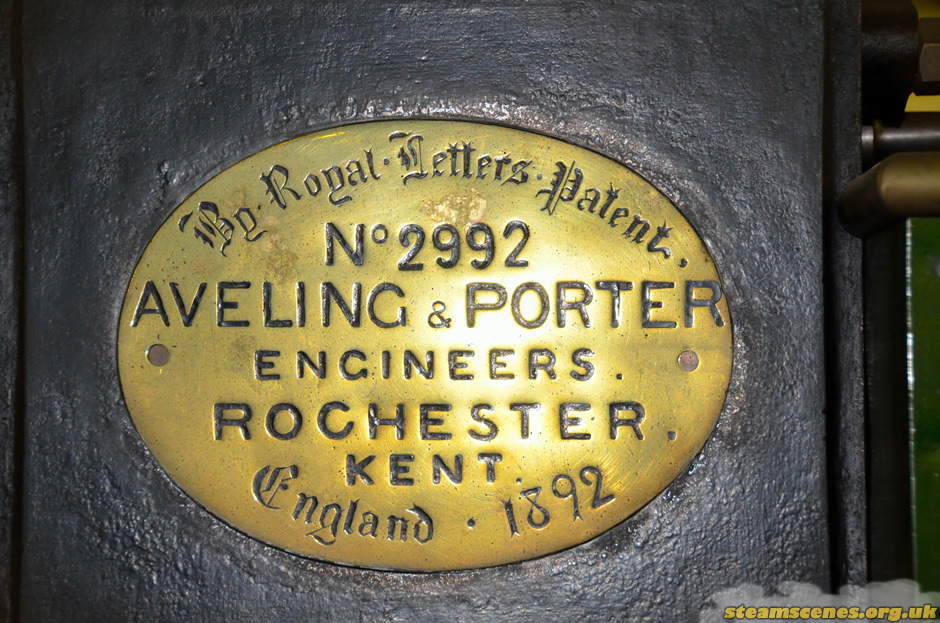 By·Royal·Letters·Patent,
No 2992
AVELING & PORTER
ENGINEERS.
ROCHESTER.
KENT.
England · 1892
steamscenes.org.uk